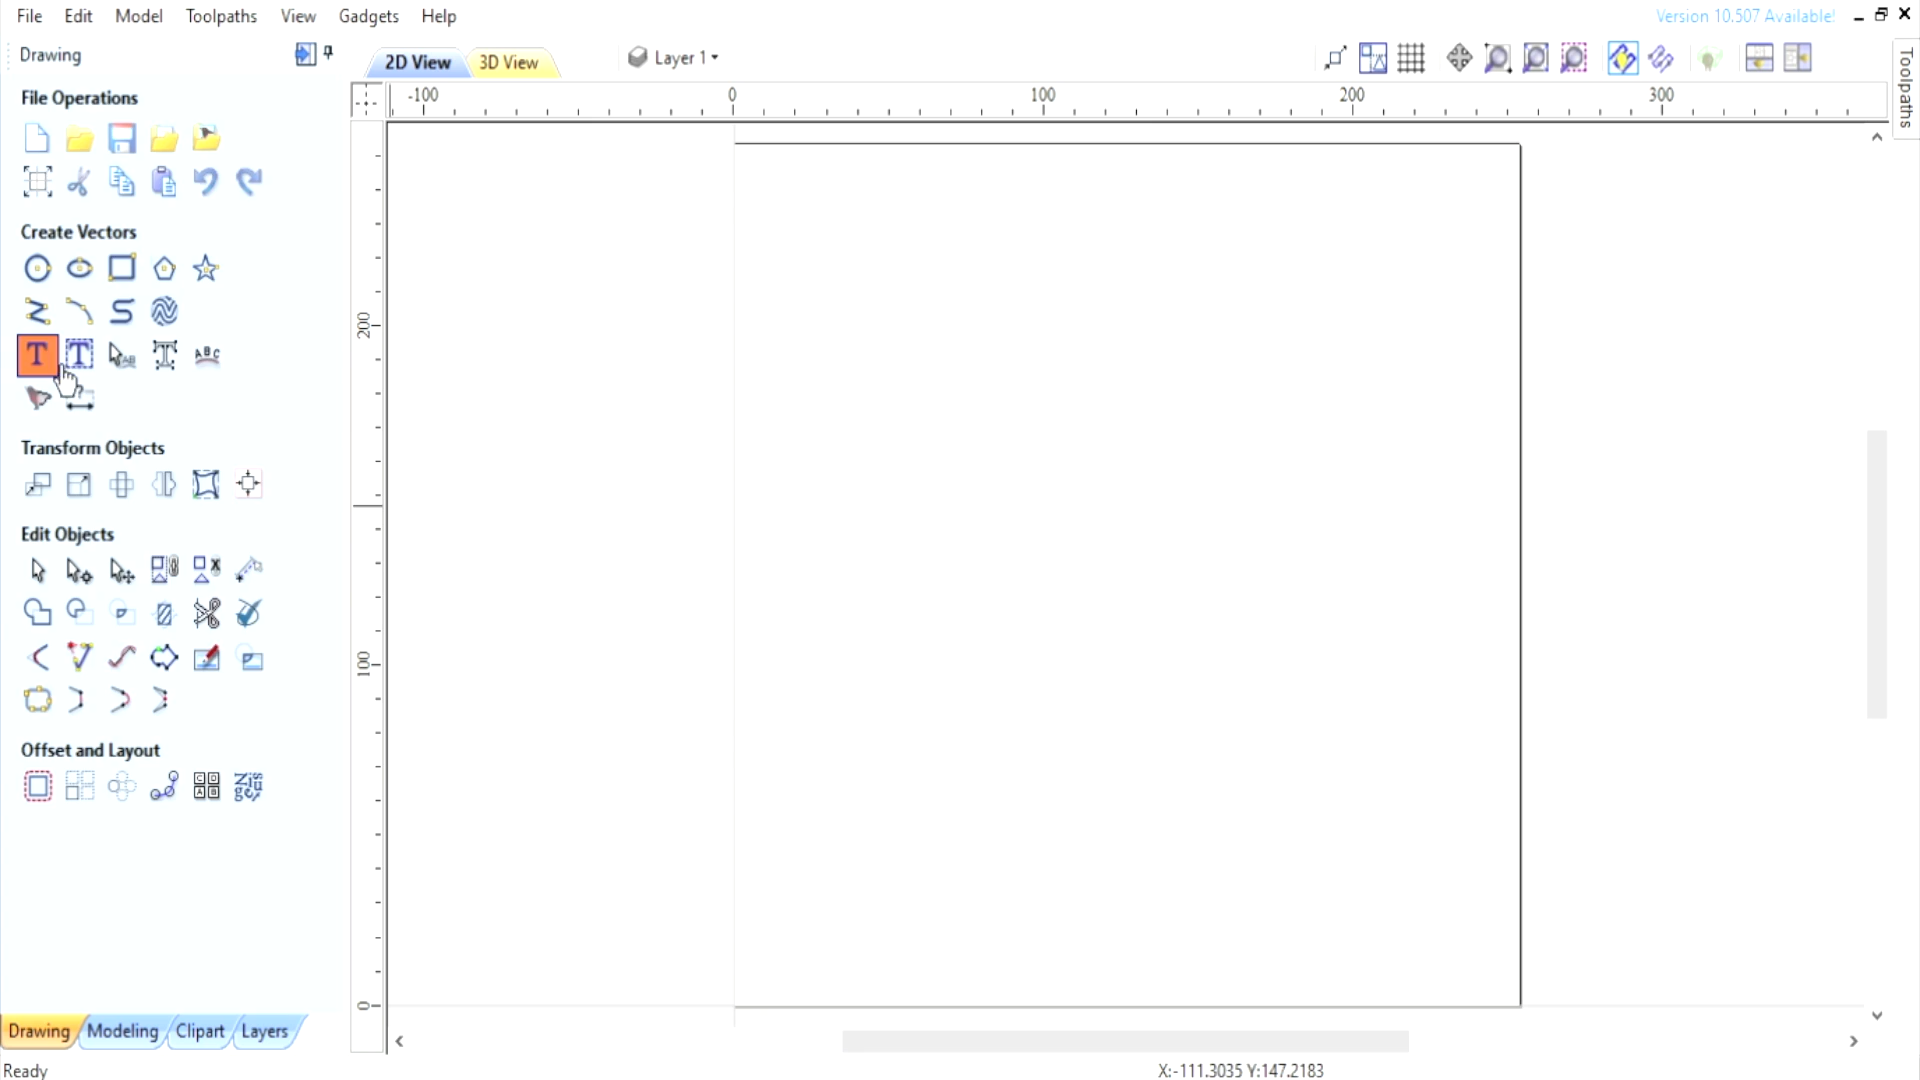 File Edit Model Toolpaths View Gadgets Help
Version 10.507 Available!
Drawing
2D View 3D View Layer 1
Toolpaths
-100 0 100 200 300
File Operations
Create Vectors
200
T T AB T ABC
Transform Objects
Edit Objects
100
Offset and Layout
C D
A B
0
Drawing Modeling Clipart Layers
Ready
X:-111.3035 Y:147.2183